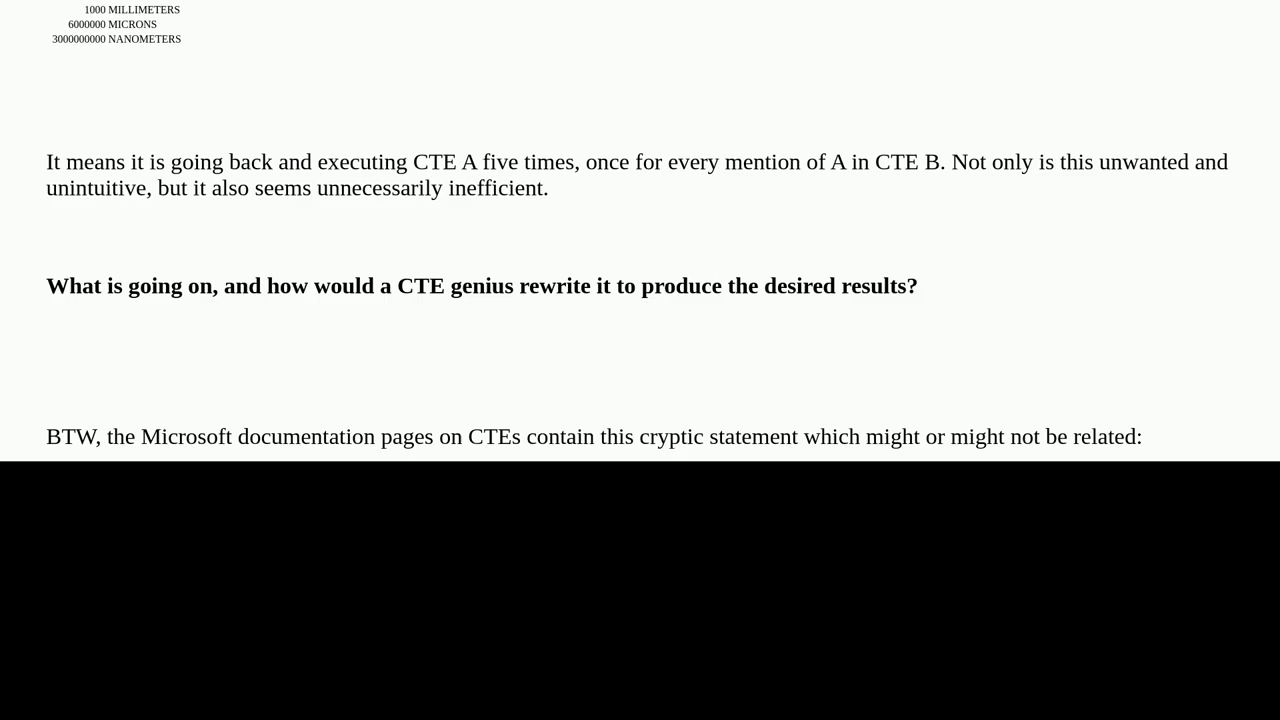 1000 MILLIMETERS
6000000 MICRONS
3000000000 NANOMETERS
It means it is going back and executing CTE A five times, once for every mention of A in CTE B. Not only is this unwanted and
unintuitive, but it also seems unnecessarily inefficient.
What is going on, and how would a CTE genius rewrite it to produce the desired results?
BTW, the Microsoft documentation pages on CTEs contain this cryptic statement which might or might not be related: